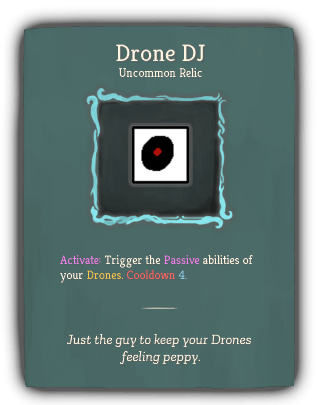 Drone DJ
Uncommon Relic
Activate: Trigger the Passive abilities of
your Drones. Cooldown 4.
Just the guy to keep your Drones
feeling peppy.